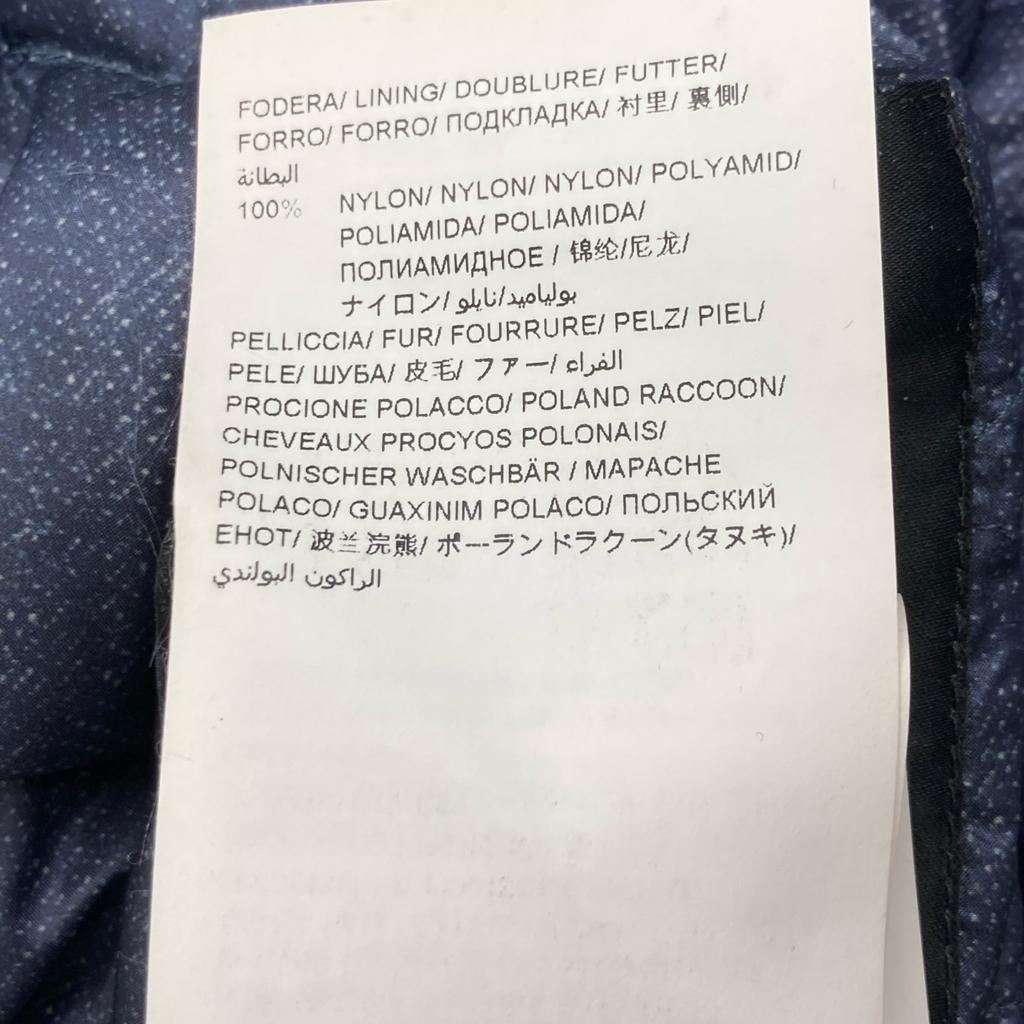 FODERA/ LINING/ DOUBLURE/ FUTTER/
FORRO/ FORRO/ ПОДКЛАДКА/ 衬里/ 裏側/
البطانة
100% NYLON/ NYLON/ NYLON/ POLYAMID/
POLIAMIDA/ POLIAMIDA/
ПОЛИАМИДНОЕ / 锦纶/尼龙/
ナイロン/ بولياميد/نايلو
PELLICCIA/ FUR/ FOURRURE/ PELZ/ PIEL/
PELE/ ШУБА/ 皮毛/ ファー/ الفراء
PROCIONE POLACCO/ POLAND RACCOON/
CHEVEAUX PROCYOS POLONAIS/
POLNISCHER WASCHBÄR / MAPACHE
POLACO/ GUAXINIM POLACO/ ПОЛЬСКИЙ
ЕНОТ/ 波兰浣熊/ ポーランドラクーン(タヌキ)/
الراكون البولندي